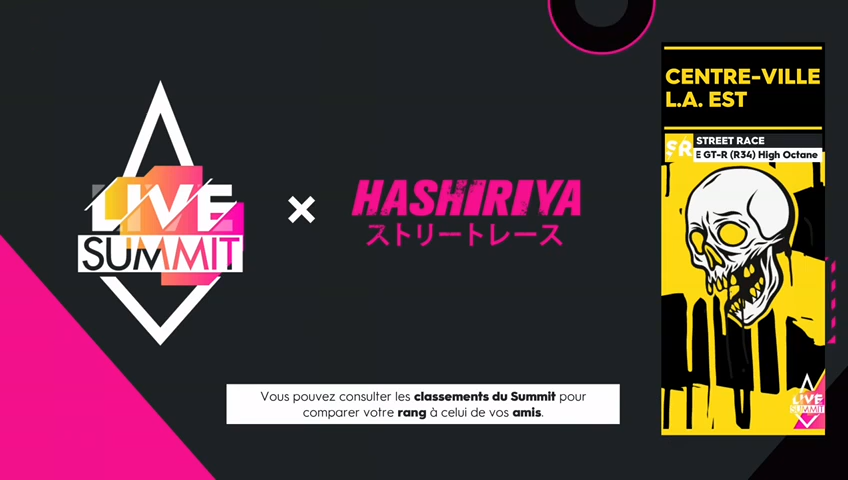 LIVE
SUMMIT
×
HASHIRIYA
ストリートレース
CENTRE-VILLE
L.A. EST
SR
STREET RACE
E GT-R (R34) High Octane
LIVE
SUMMIT
Vous pouvez consulter les classements du Summit pour
comparer votre rang à celui de vos amis.